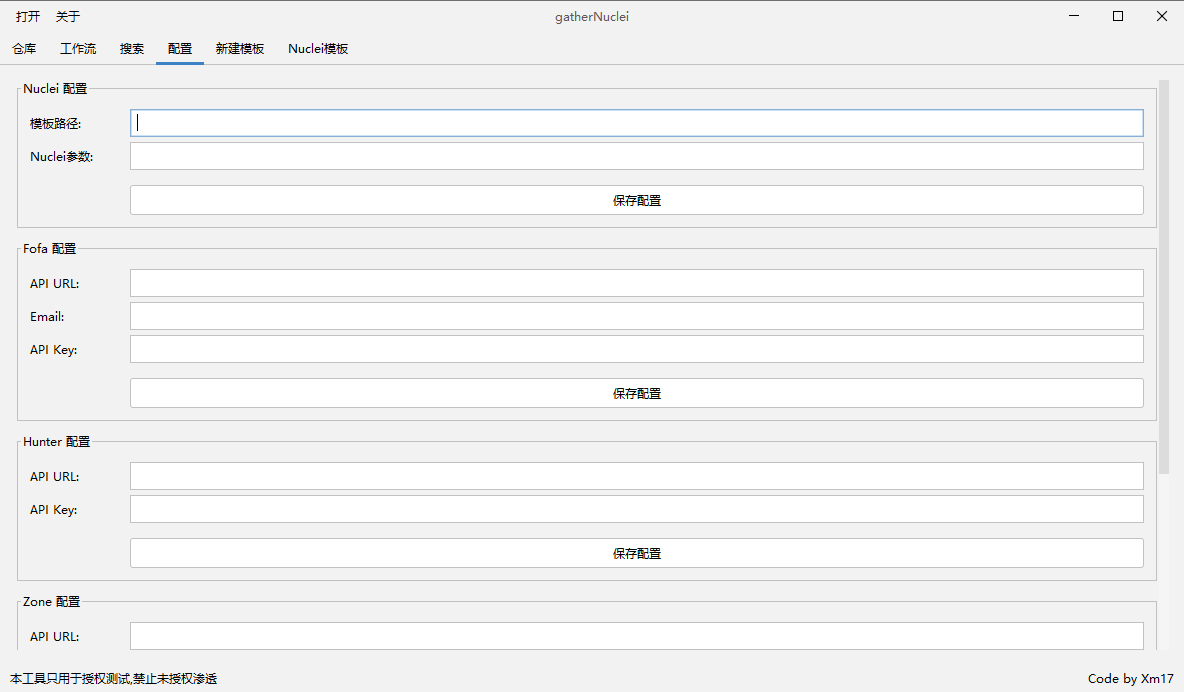 打开 关于 gatherNuclei
仓库 工作流 搜索 配置 新建模板 Nuclei模板
Nuclei 配置
模板路径:
Nuclei参数:
保存配置
Fofa 配置
API URL:
Email:
API Key:
保存配置
Hunter 配置
API URL:
API Key:
保存配置
Zone 配置
API URL:
本工具只用于授权测试,禁止未授权渗透 Code by Xm17